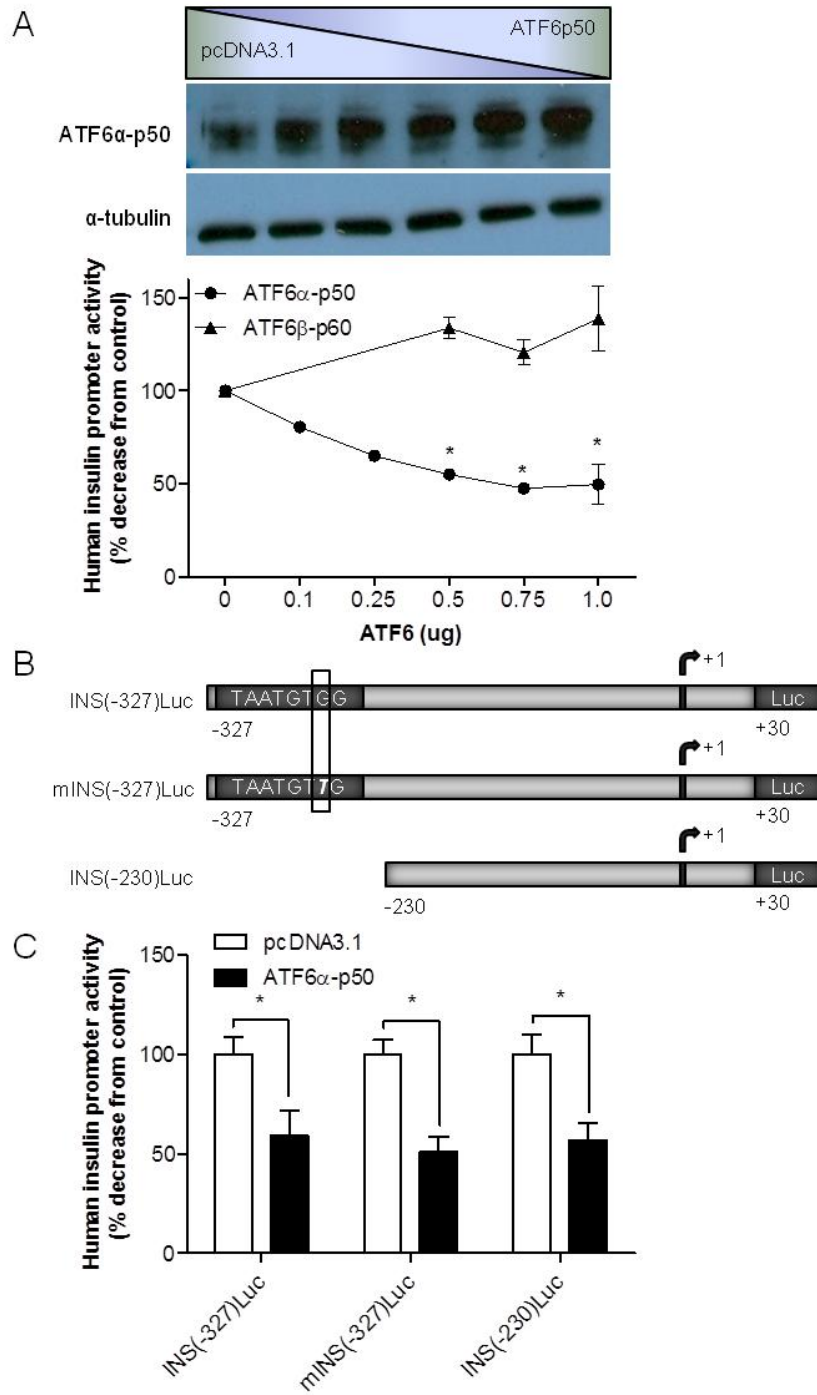 A
pcDNA3.1
ATF6p50
ATF6α-p50
α-tubulin
Human insulin promoter activity
(% decrease from control)
150
100
50
0
ATF6α-p50
ATF6β-p60
*
*
*
0 0.1 0.25 0.5 0.75 1.0
ATF6 (ug)
B
INS(-327)Luc
TAATGTGG
+1
Luc
-327
+30
mINS(-327)Luc
TAATGTTG
+1
Luc
-327
+30
INS(-230)Luc
+1
Luc
-230
+30
C
Human insulin promoter activity
(% decrease from control)
150
100
50
0
pcDNA3.1
ATF6α-p50
*
*
*
INS(-327)Luc
mINS(-327)Luc
INS(-230)Luc